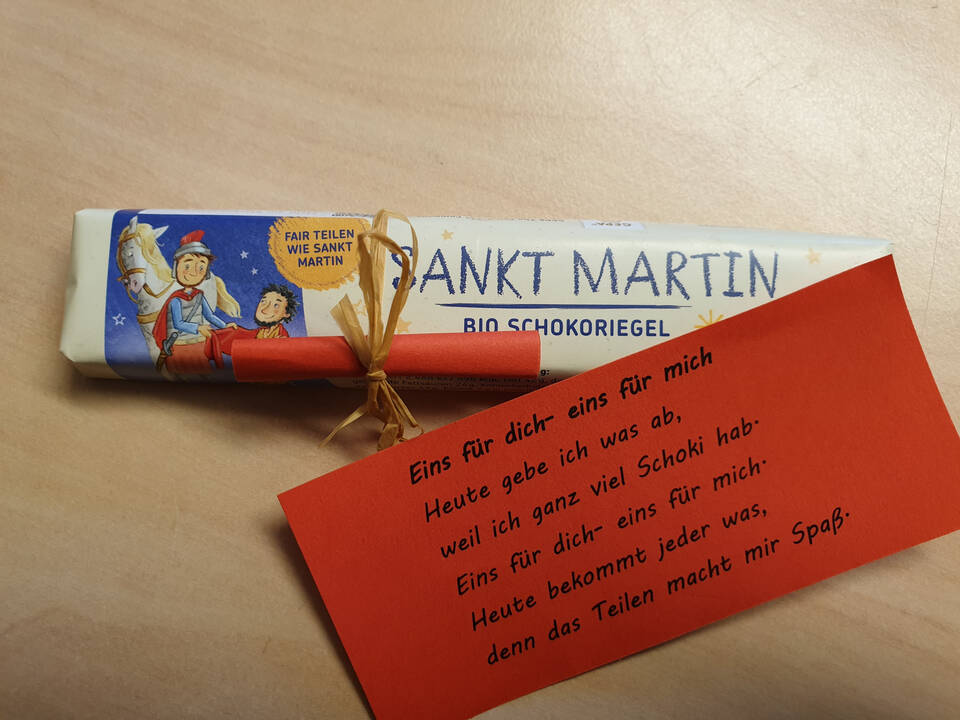 FAIR TEILEN
WIE SANKT
MARTIN
GEPA
SANKT MARTIN
BIO SCHOKORIEGEL
Eins für dich- eins für mich
Heute gebe ich was ab,
weil ich ganz viel Schoki hab.
Eins für dich- eins für mich.
Heute bekommt jeder was,
denn das Teilen macht mir Spaß.